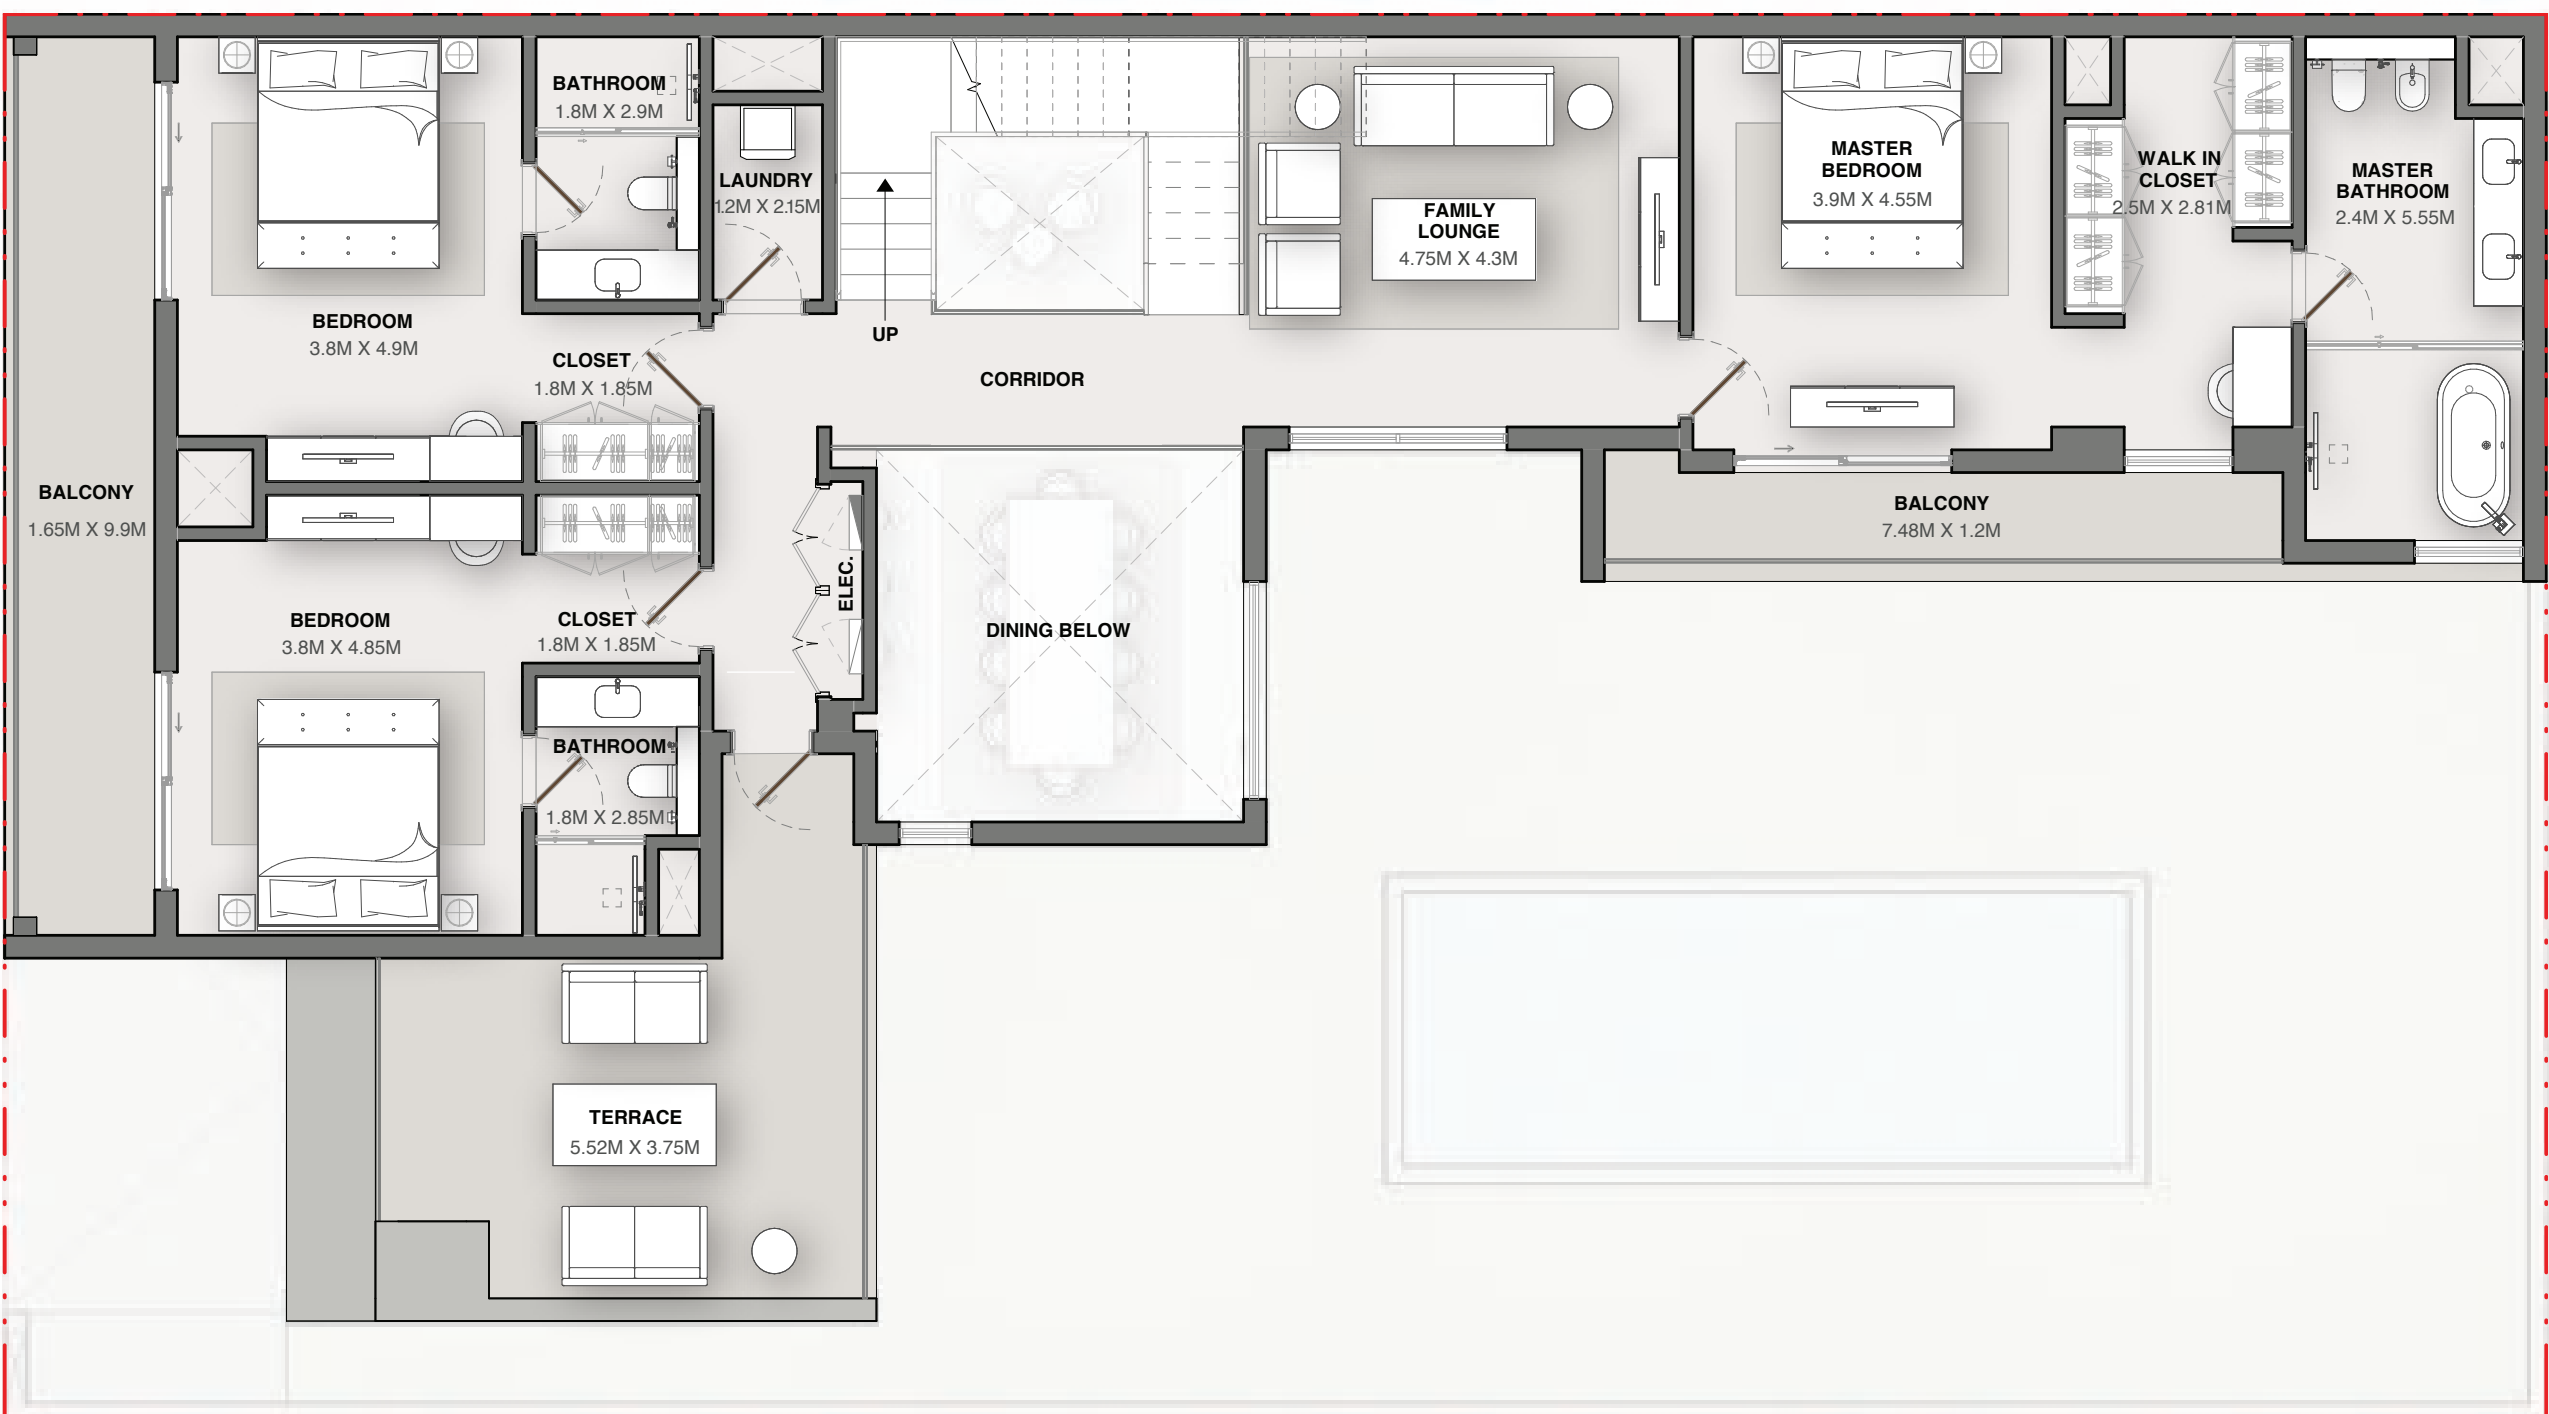 BATHROOM
1.8M X 2.9M
LAUNDRY
1.2M X 2.15M
UP
FAMILY
LOUNGE
4.75M X 4.3M
MASTER
BEDROOM
3.9M X 4.55M
WALK IN
CLOSET
2.5M X 2.81M
MASTER
BATHROOM
2.4M X 5.55M
BEDROOM
3.8M X 4.9M
CLOSET
1.8M X 1.85M
CORRIDOR
BALCONY
1.65M X 9.9M
BALCONY
7.48M X 1.2M
ELEC.
BEDROOM
3.8M X 4.85M
CLOSET
1.8M X 1.85M
DINING BELOW
BATHROOM
1.8M X 2.85M
TERRACE
5.52M X 3.75M